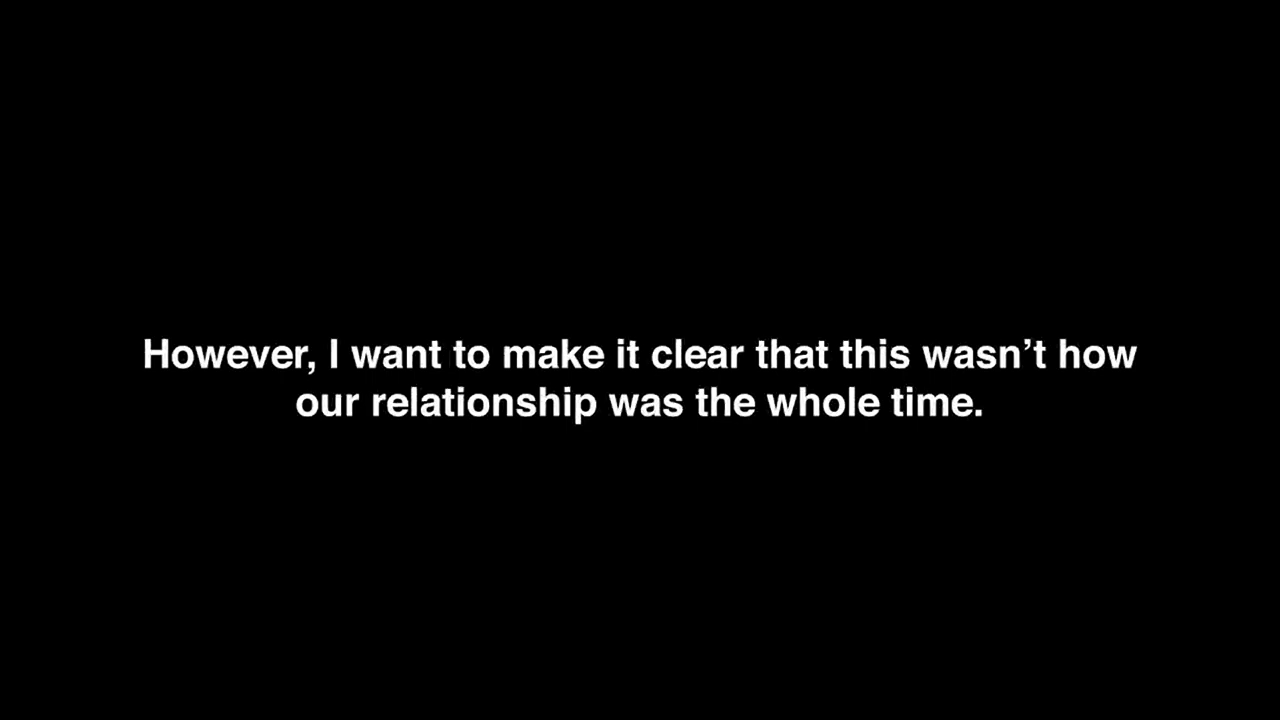 However, I want to make it clear that this wasn’t how
our relationship was the whole time.